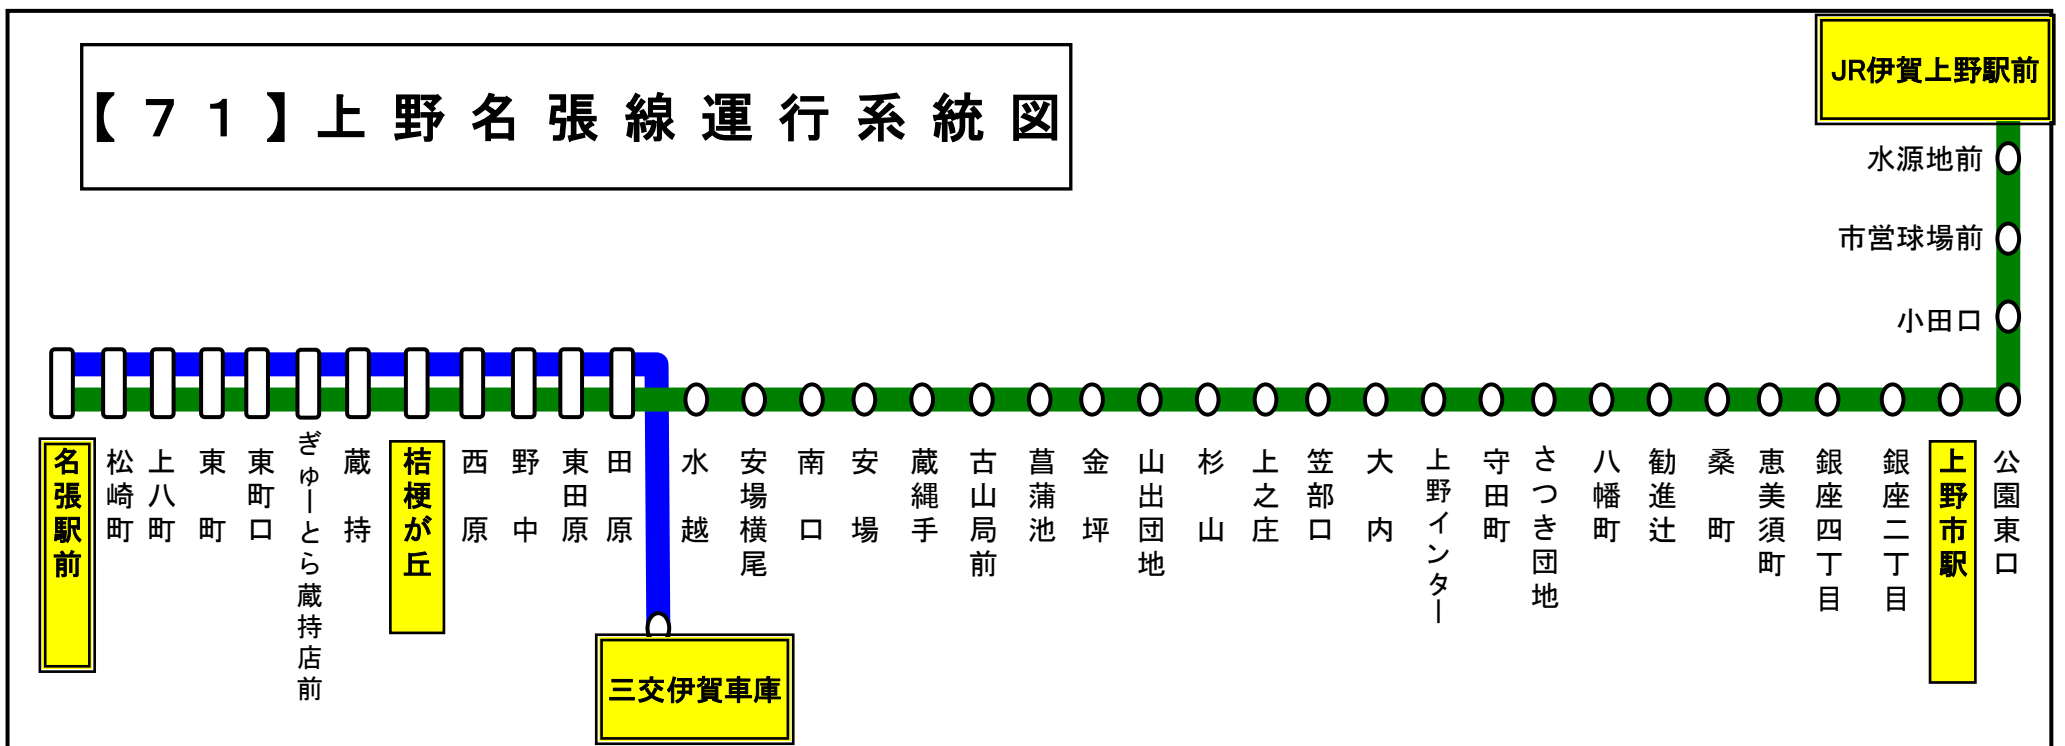 【７１】上野名張線運行系統図
JR伊賀上野駅前
水源地前
市営球場前
小田口
名張駅前
松崎町
上八町
東町
東町口
ぎゅーとら蔵持店前
蔵持
桔梗が丘
西原
野中
東田原
田原
水越
安場横尾
南口
安場
蔵縄手
古山局前
菖蒲池
金坪
山出団地
杉山
上之庄
笠部口
大内
上野インター
守田町
さつき団地
八幡町
勧進辻
桑町
恵美須町
銀座四丁目
銀座二丁目
上野市駅
公園東口
三交伊賀車庫